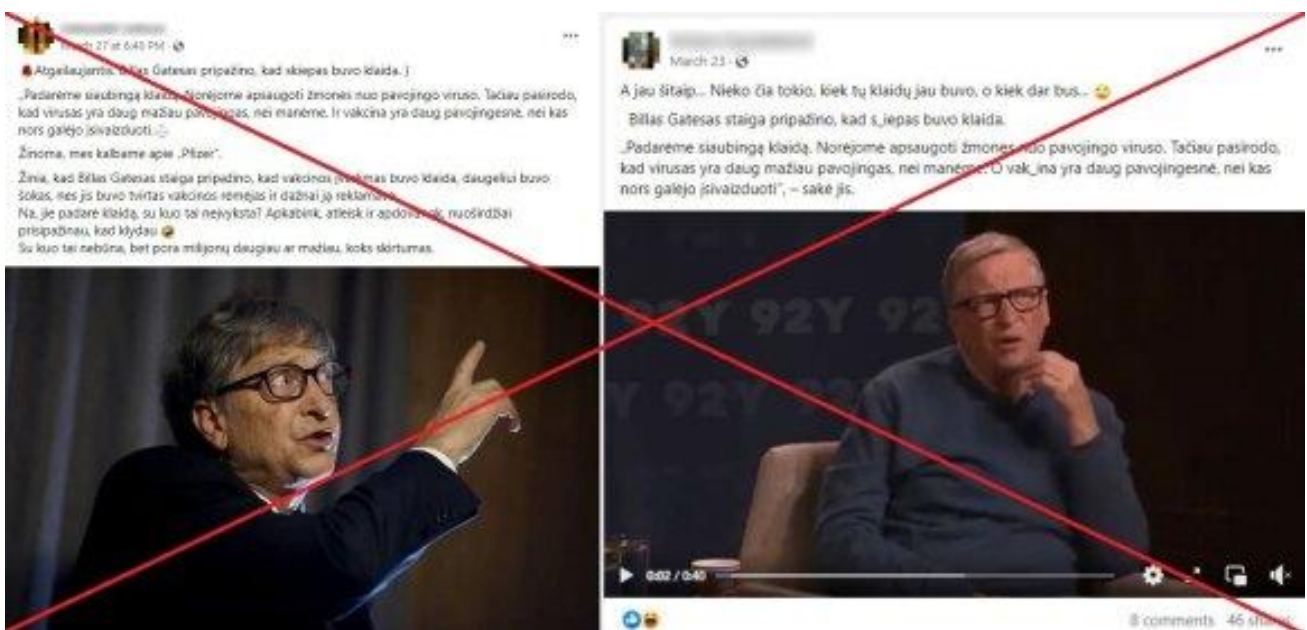 March 27 at 6:40 PM
Atgailaujantis. Billas Gatesas pripažino, kad skiepas buvo klaida. :)
„Padarėme siaubingą klaidą. Norėjome apsaugoti žmones nuo pavojingo viruso. Tačiau pasirodo,
kad virusas yra daug mažiau pavojingas, nei manėme. Ir vakcina yra daug pavojingesnė, nei kas
nors galėjo įsivaizduoti.
Žinoma, mes kalbame apie „Pfizer“.
Žinia, kad Billas Gatesas staiga pripažino, kad vakcinos buvo klaida, daugeliui buvo
šokas, nes jis buvo tvirtas vakcinos rėmėjas ir dažnai ją reklamavo.
Na, jie padarė klaidą, su kuo tai neįvyksta? Apkabink, atleisk ir nuoširdžiai
prisipažinau, kad klydau
Su kuo tai nebūna, bet pora milijonų daugiau ar mažiau, koks skirtumas.
March 23
A jau šitaip... Nieko čia tokio, kiek tų klaidų jau buvo, o kiek dar bus...
Billas Gatesas staiga pripažino, kad s_iepas buvo klaida.
„Padarėme siaubingą klaidą. Norėjome apsaugoti žmones nuo pavojingo viruso. Tačiau pasirodo,
kad virusas yra daug mažiau pavojingas, nei manėme. O vak_ina yra daug pavojingesnė, nei kas
nors galėjo įsivaizduoti“, – sakė jis.
92Y 92Y 92
Y 92Y
0:02 / 0:40
8 comments 46 shares